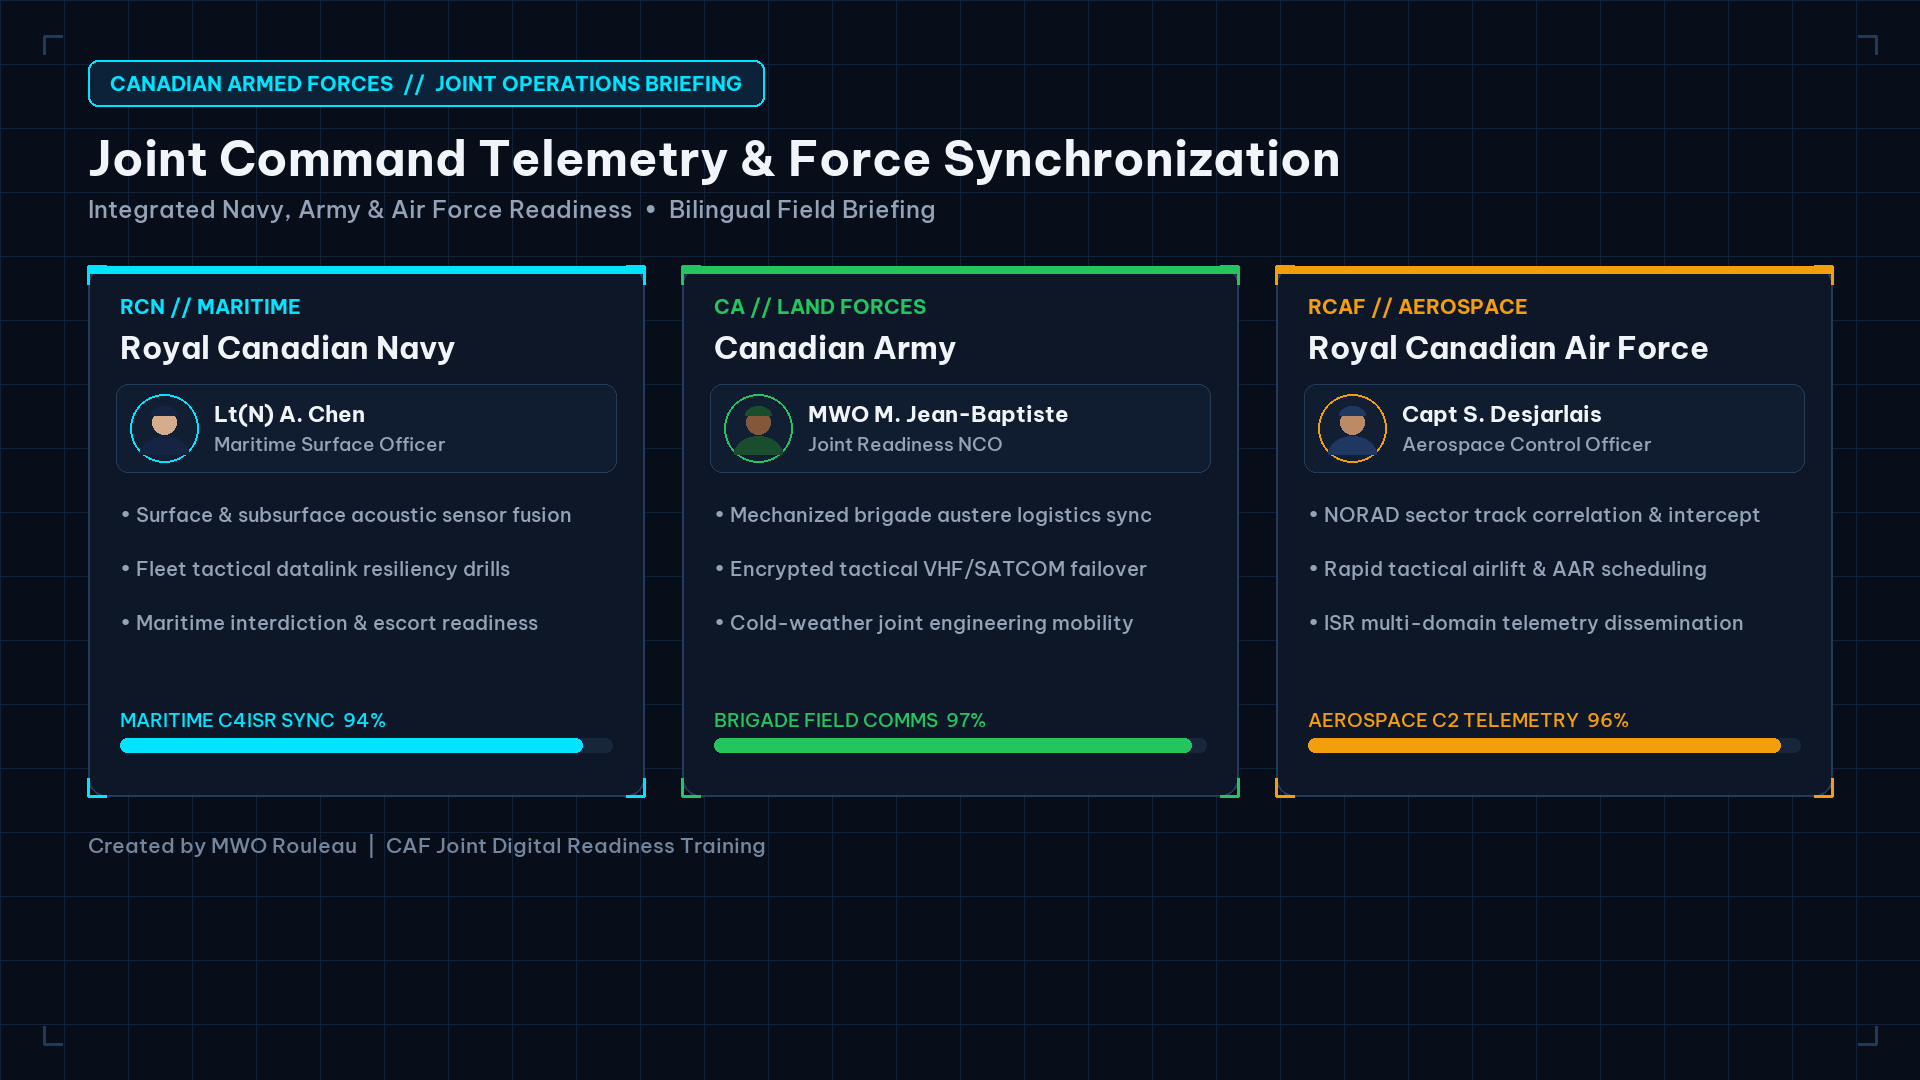 CANADIAN ARMED FORCES // JOINT OPERATIONS BRIEFING
Joint Command Telemetry & Force Synchronization
Integrated Navy, Army & Air Force Readiness • Bilingual Field Briefing
RCN // MARITIME
Royal Canadian Navy
Lt(N) A. Chen
Maritime Surface Officer
• Surface & subsurface acoustic sensor fusion
• Fleet tactical datalink resiliency drills
• Maritime interdiction & escort readiness
MARITIME C4ISR SYNC 94%
CA // LAND FORCES
Canadian Army
MWO M. Jean-Baptiste
Joint Readiness NCO
• Mechanized brigade austere logistics sync
• Encrypted tactical VHF/SATCOM failover
• Cold-weather joint engineering mobility
BRIGADE FIELD COMMS 97%
RCAF // AEROSPACE
Royal Canadian Air Force
Capt S. Desjarlais
Aerospace Control Officer
• NORAD sector track correlation & intercept
• Rapid tactical airlift & AAR scheduling
• ISR multi-domain telemetry dissemination
AEROSPACE C2 TELEMETRY 96%
Created by MWO Rouleau | CAF Joint Digital Readiness Training